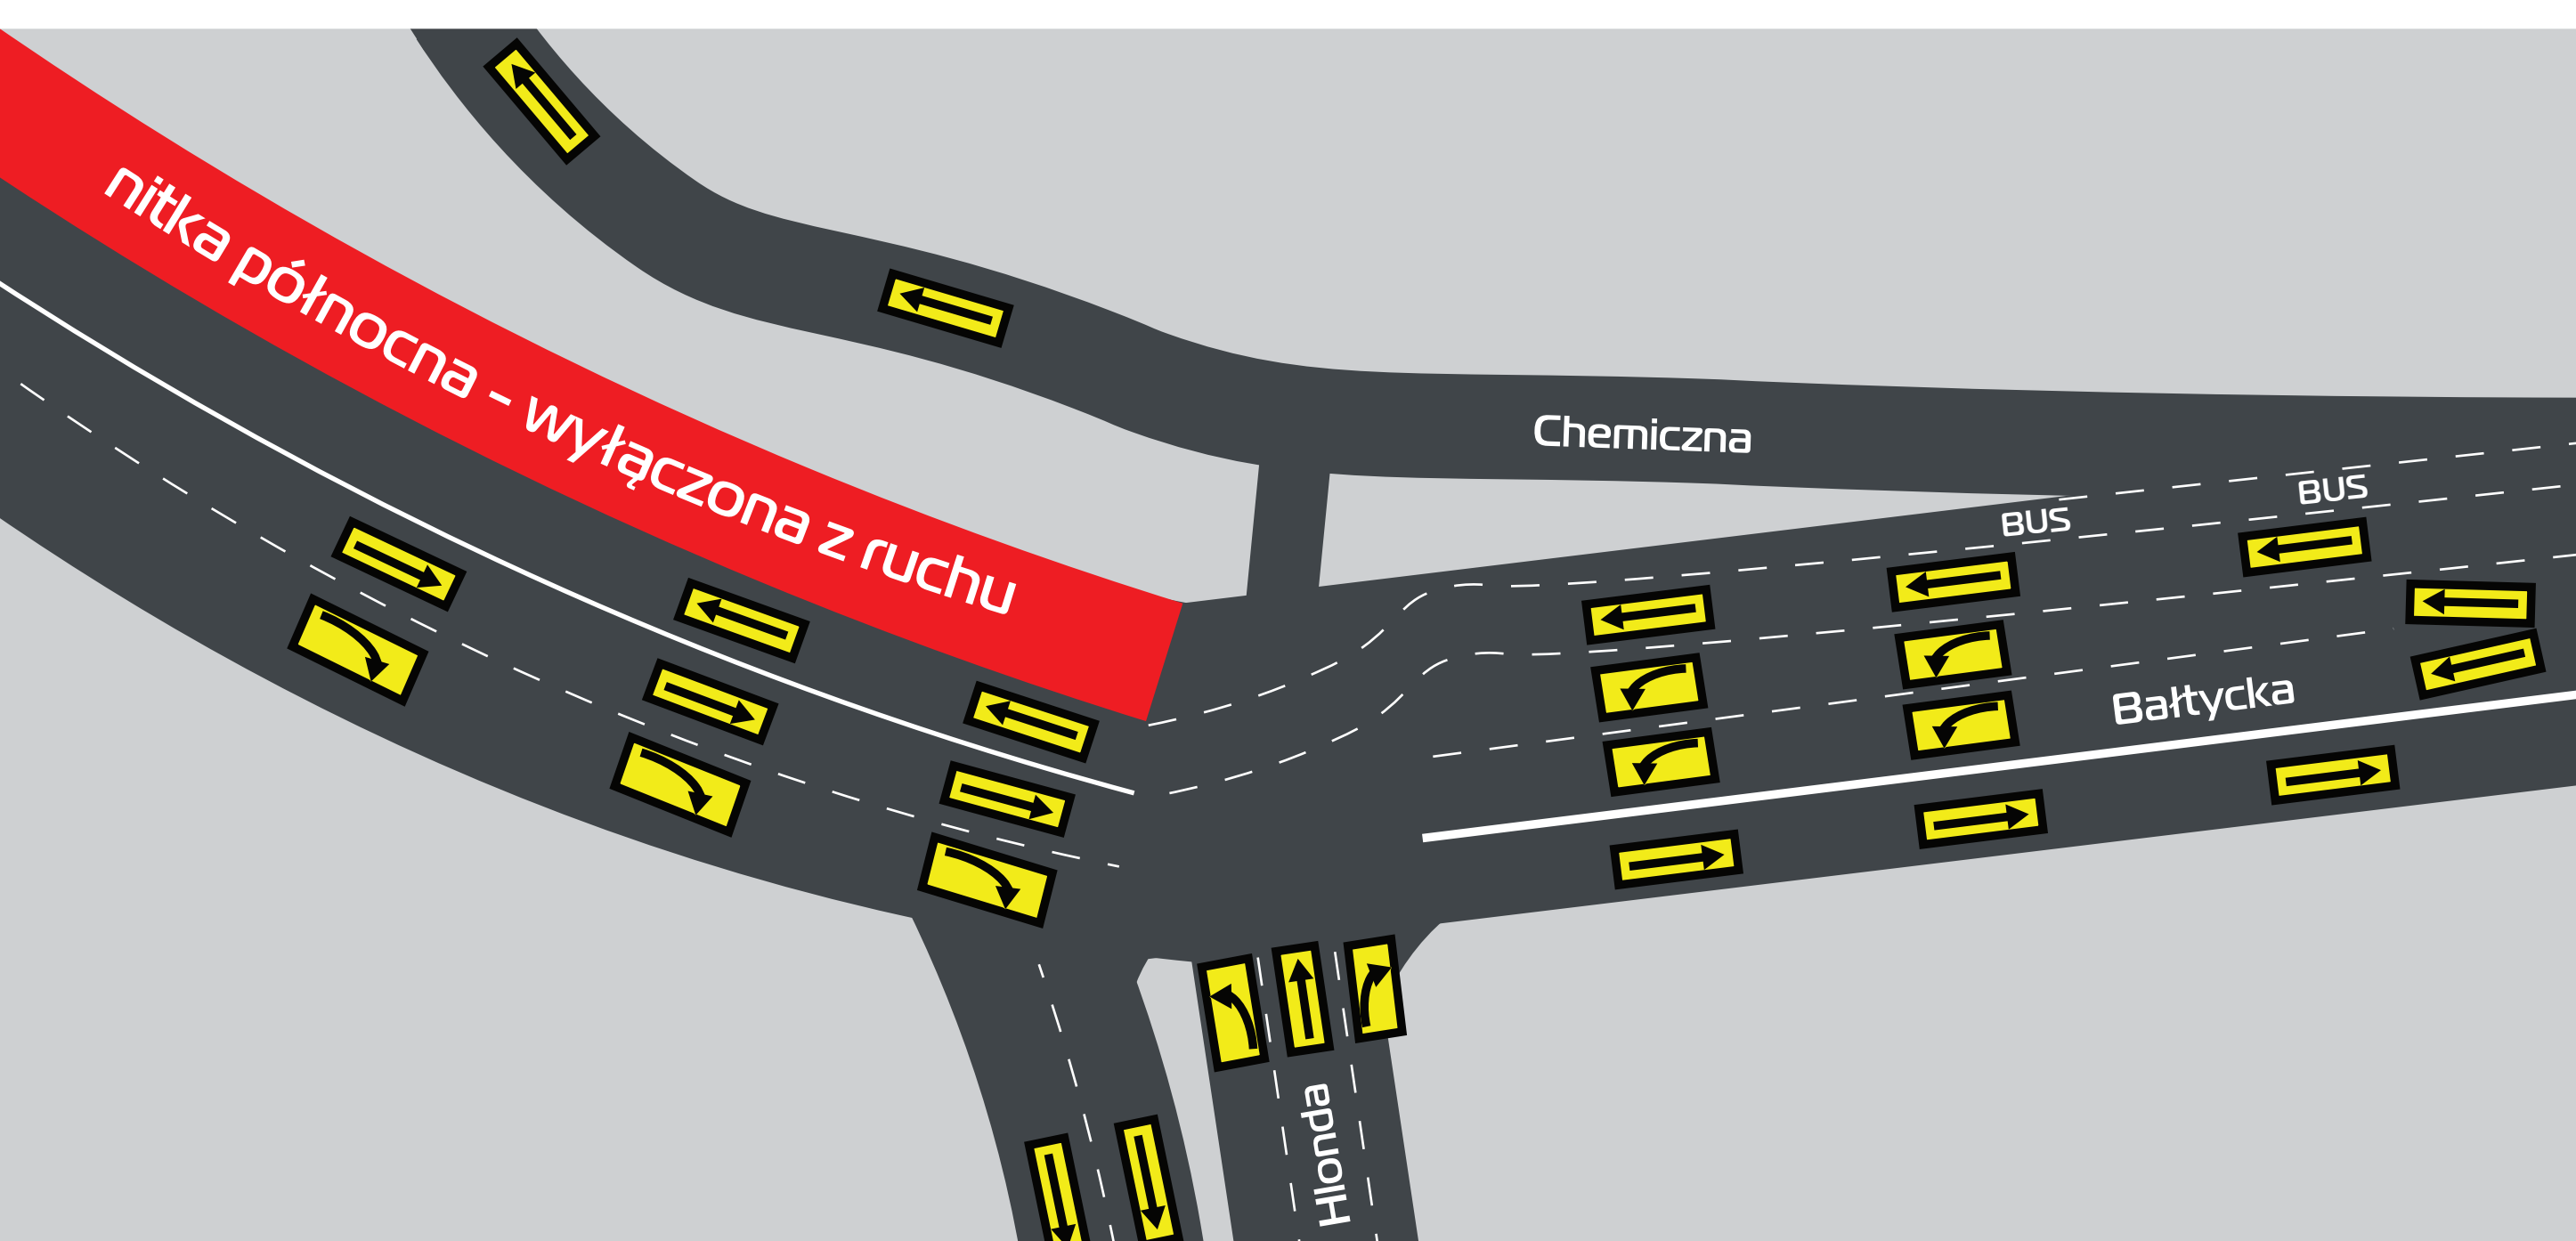 nitka północna - wyłączona z ruchu
Chemiczna
BUS
BUS
Bałtycka
Hlonda